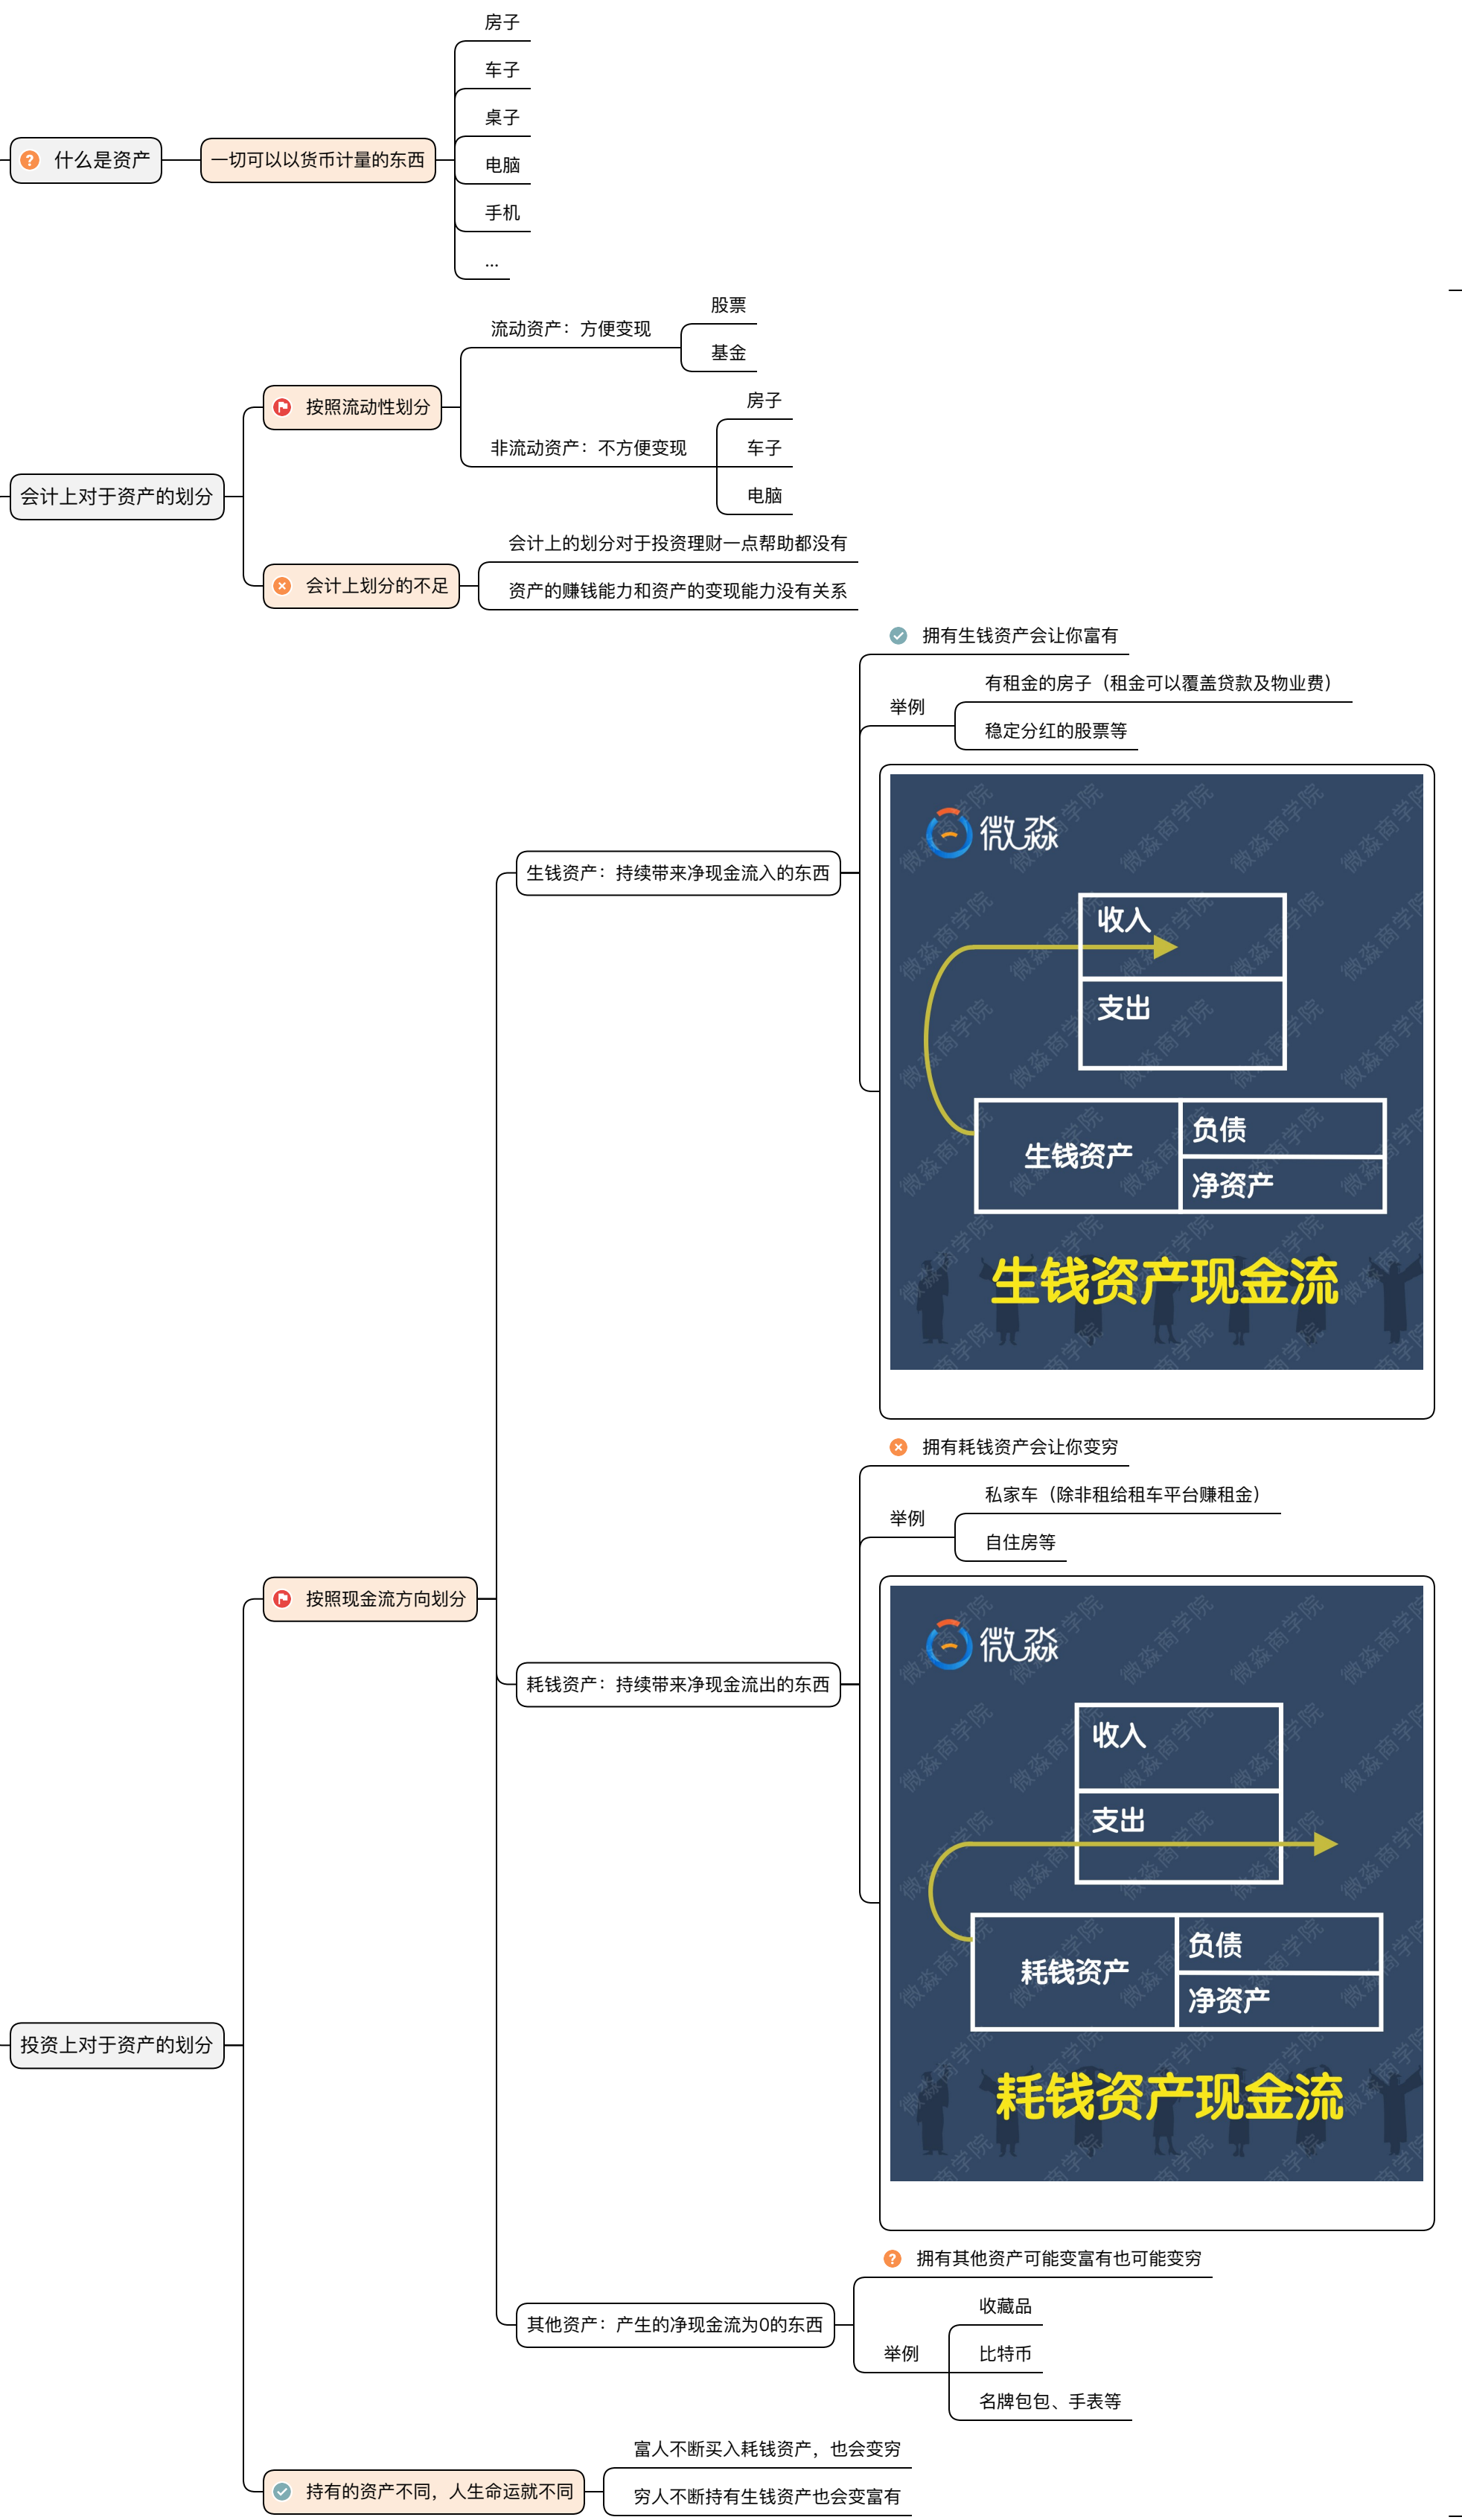 什么是资产
一切可以以货币计量的东西
房子
车子
桌子
电脑
手机
...
会计上对于资产的划分
按照流动性划分
流动资产：方便变现
股票
基金
非流动资产：不方便变现
房子
车子
电脑
会计上划分的不足
会计上的划分对于投资理财一点帮助都没有
资产的赚钱能力和资产的变现能力没有关系
投资上对于资产的划分
按照现金流方向划分
生钱资产：持续带来净现金流入的东西
拥有生钱资产会让你富有
举例
有租金的房子（租金可以覆盖贷款及物业费）
稳定分红的股票等
微淼
收入
支出
生钱资产
负债
净资产
生钱资产现金流
微淼商学院
耗钱资产：持续带来净现金流出的东西
拥有耗钱资产会让你变穷
举例
私家车（除非租给租车平台赚租金）
自住房等
微淼
收入
支出
耗钱资产
负债
净资产
耗钱资产现金流
微淼商学院
其他资产：产生的净现金流为0的东西
拥有其他资产可能变富有也可能变穷
举例
收藏品
比特币
名牌包包、手表等
持有的资产不同，人生命运就不同
富人不断买入耗钱资产，也会变穷
穷人不断持有生钱资产也会变富有